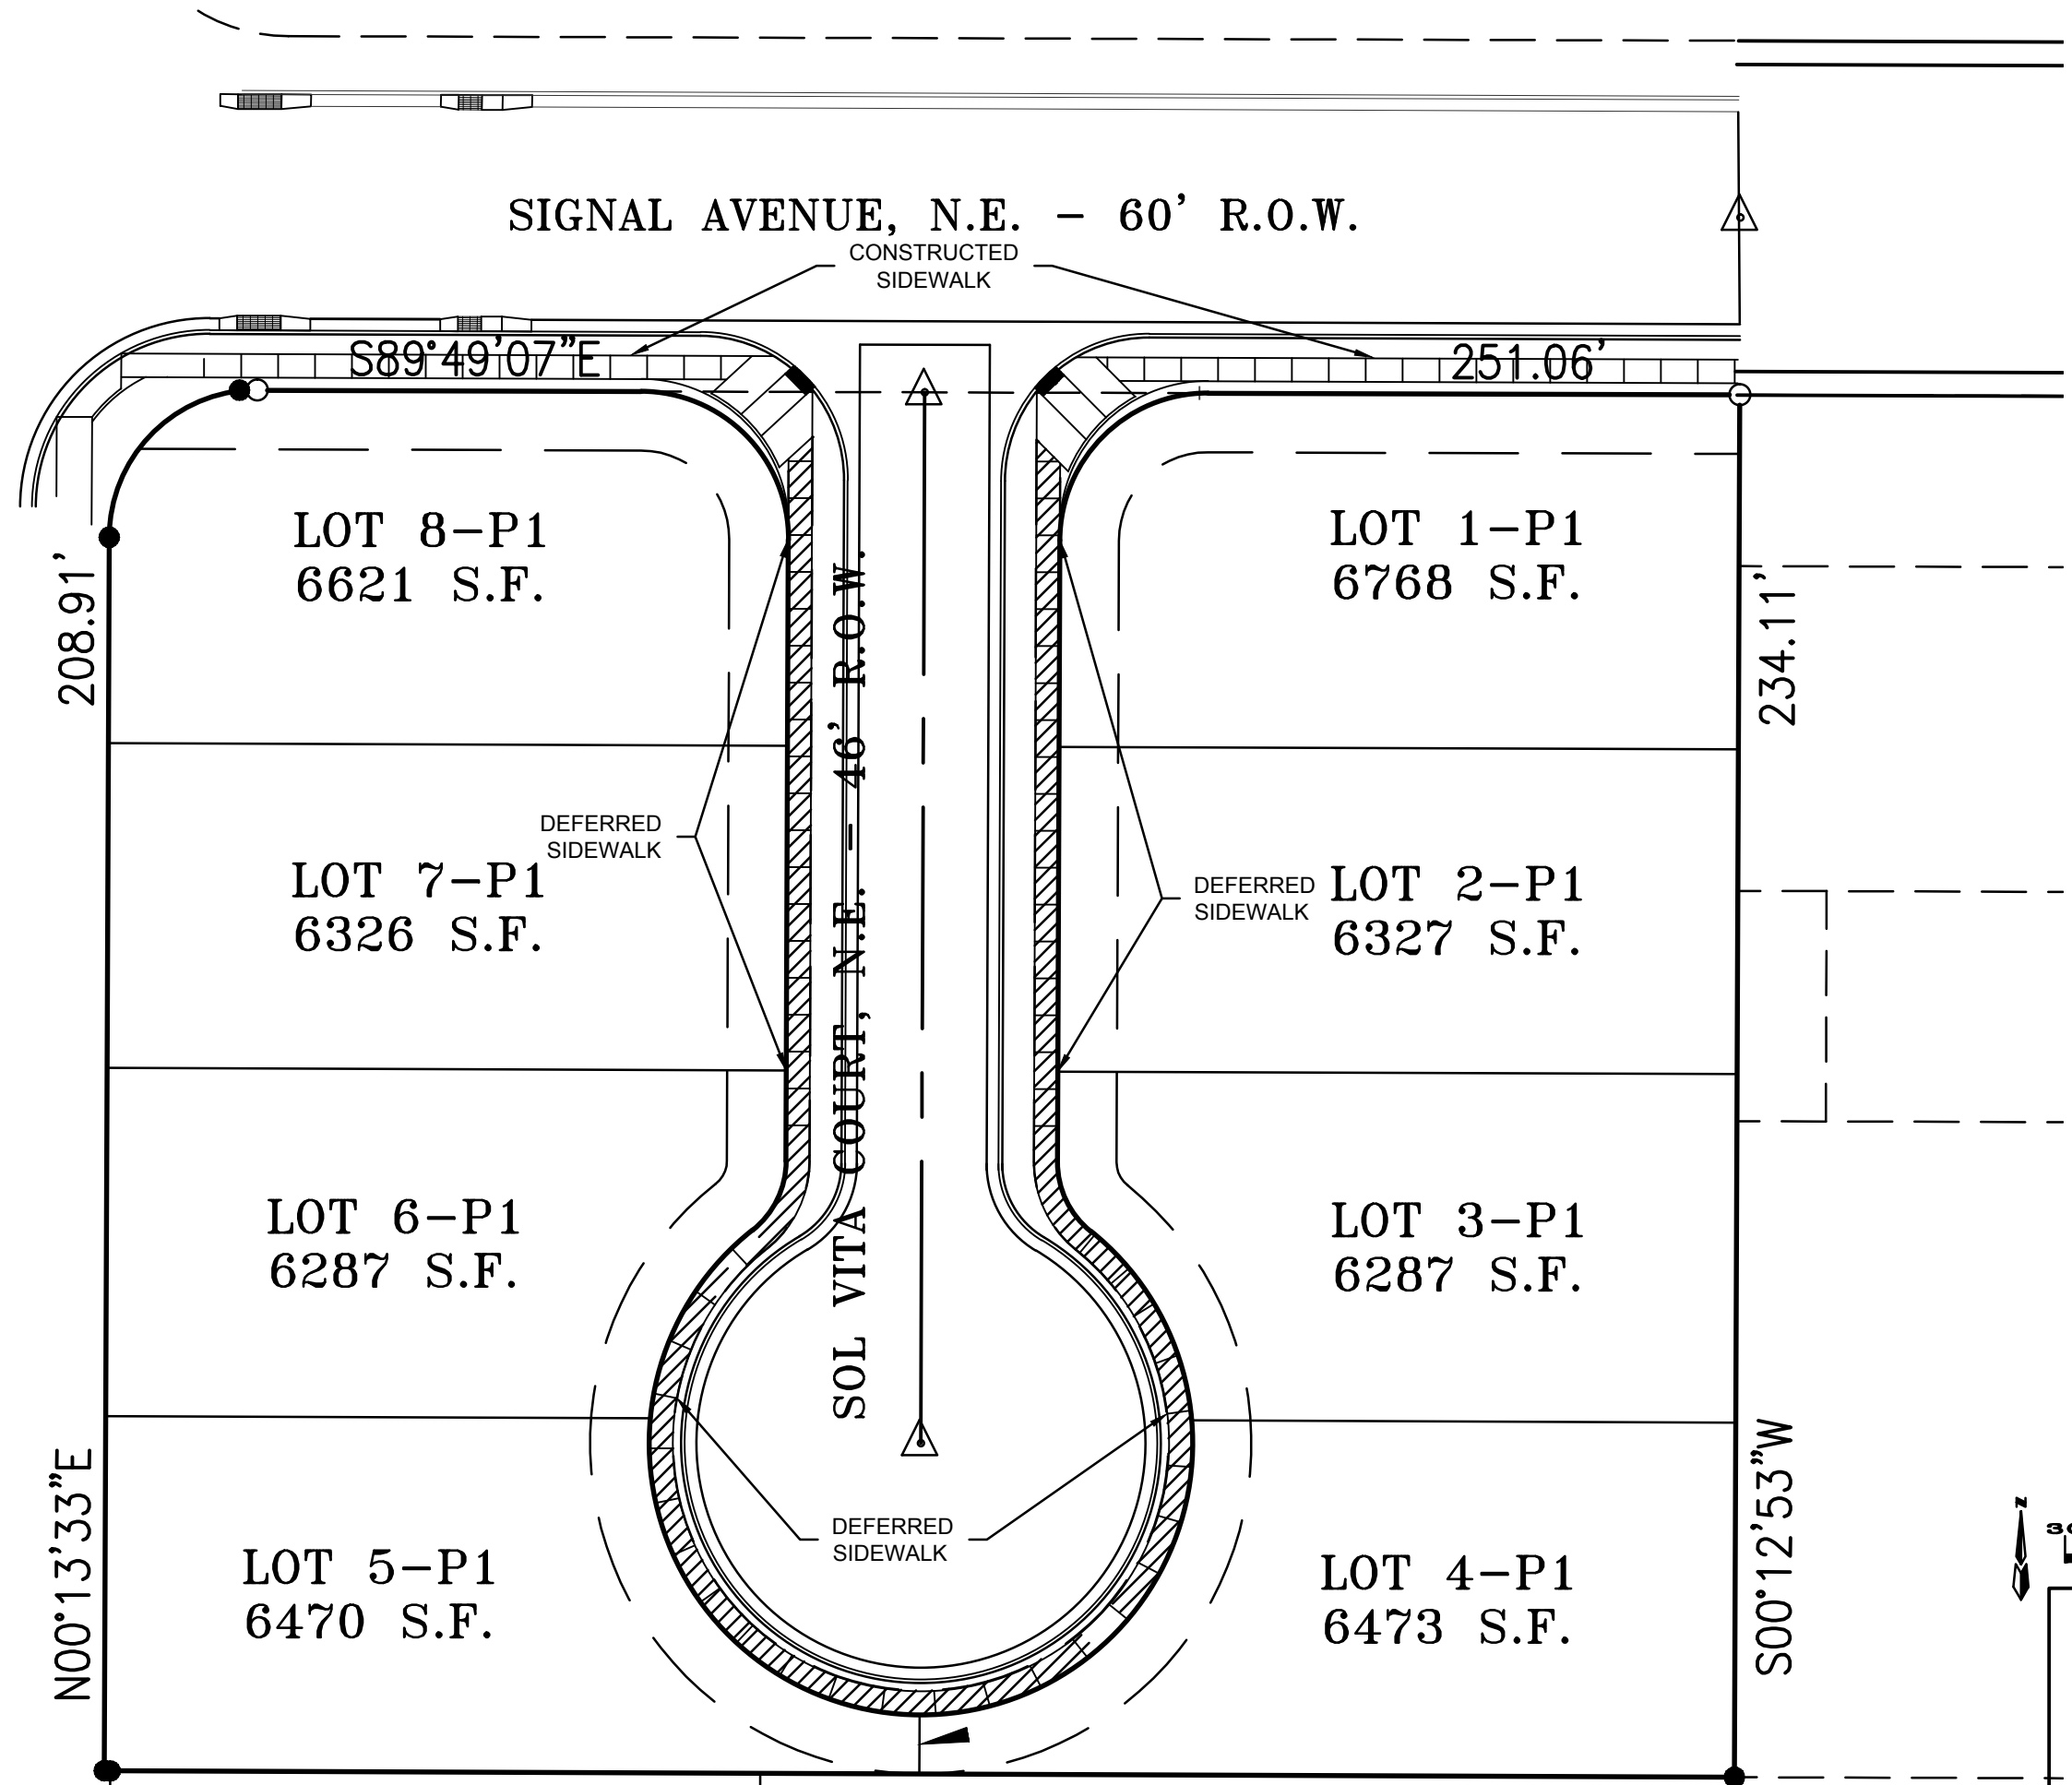 SIGNAL AVENUE, N.E. – 60' R.O.W.
CONSTRUCTED
SIDEWALK
S89°49'07"E
251.06'
LOT 8–P1
6621 S.F.
LOT 1–P1
6768 S.F.
208.91'
234.11'
SOL VITA COURT, N.E. – 46' R.O.W.
DEFERRED
SIDEWALK
LOT 7–P1
6326 S.F.
DEFERRED
SIDEWALK
LOT 2–P1
6327 S.F.
LOT 6–P1
6287 S.F.
LOT 3–P1
6287 S.F.
N00°13'33"E
S00°12'53"W
DEFERRED
SIDEWALK
LOT 5–P1
6470 S.F.
LOT 4–P1
6473 S.F.
N